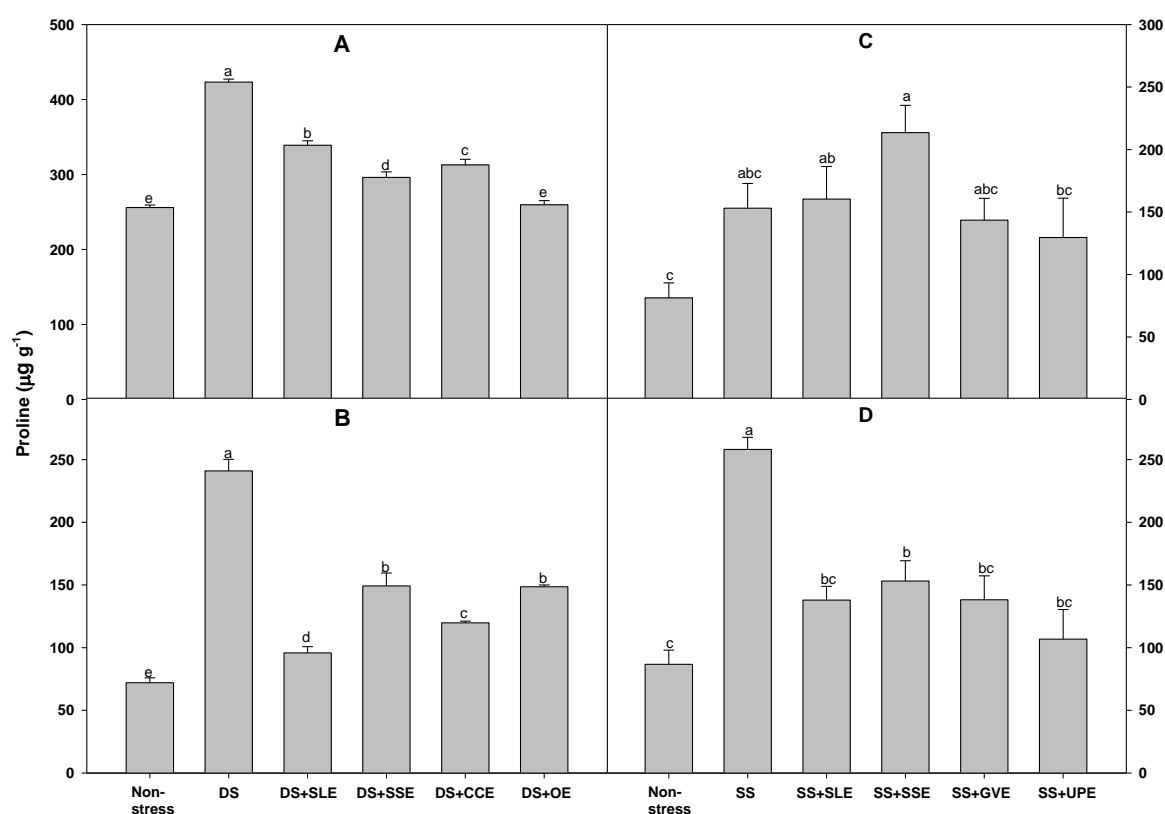 500
400
300
200
100
0
A
e
a
b
d
c
e
C
c
abc
ab
a
abc
bc
300
250
200
150
100
50
0
Proline (µg g-1)
250
200
150
100
50
0
B
e
a
d
b
c
b
D
c
a
bc
b
bc
bc
250
200
150
100
50
0
Non-
stress
DS
DS+SLE
DS+SSE
DS+CCE
DS+OE
Non-
stress
SS
SS+SLE
SS+SSE
SS+GVE
SS+UPE